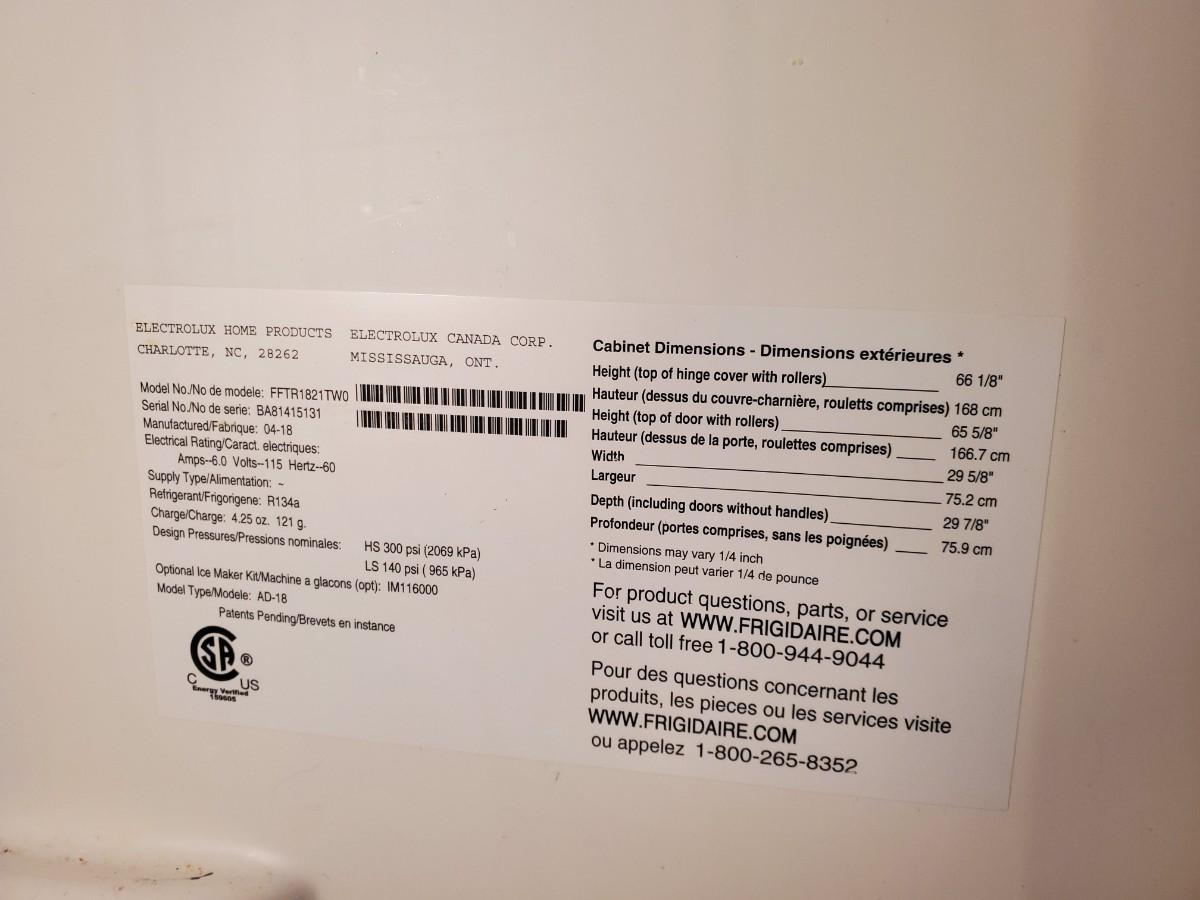 ELECTROLUX HOME PRODUCTS ELECTROLUX CANADA CORP.
CHARLOTTE, NC, 28262 MISSISSAUGA, ONT.
Model No./No de modele: FFTR1821TW0
Serial No./No de serie: BA81415131
Manufactured/Fabrique: 04-18
Electrical Rating/Caract. electriques:
Amps--6.0 Volts--115 Hertz--60
Supply Type/Alimentation: ~
Refrigerant/Frigorigene: R134a
Charge/Charge: 4.25 oz. 121 g.
Design Pressures/Pressions nominales: HS 300 psi (2069 kPa)
LS 140 psi ( 965 kPa)
Optional Ice Maker Kit/Machine a glacons (opt): IM116000
Model Type/Modele: AD-18
Patents Pending/Brevets en instance
SA ®
C US
Energy Verified
159605
Cabinet Dimensions - Dimensions extérieures *
Height (top of hinge cover with rollers) 66 1/8"
Hauteur (dessus du couvre-charnière, rouletts comprises) 168 cm
Height (top of door with rollers) 65 5/8"
Hauteur (dessus de la porte, roulettes comprises) 166.7 cm
Width 29 5/8"
Largeur 75.2 cm
Depth (including doors without handles) 29 7/8"
Profondeur (portes comprises, sans les poignées) 75.9 cm
* Dimensions may vary 1/4 inch
* La dimension peut varier 1/4 de pounce
For product questions, parts, or service
visit us at WWW.FRIGIDAIRE.COM
or call toll free 1-800-944-9044
Pour des questions concernant les
produits, les pieces ou les services visite
WWW.FRIGIDAIRE.COM
ou appelez 1-800-265-8352